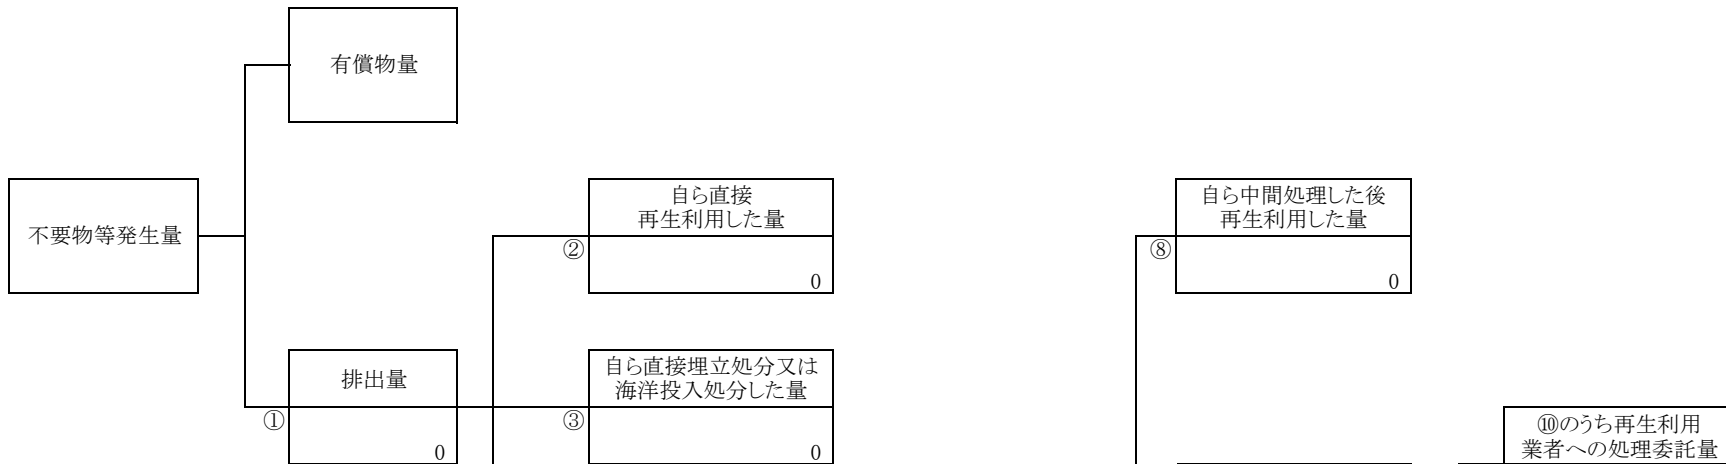 有償物量
不要物等発生量
自ら直接
再生利用した量
②
0
自ら中間処理した後
再生利用した量
⑧
0
排出量
①
0
自ら直接埋立処分又は
海洋投入処分した量
③
0
⑩のうち再生利用
業者への処理委託量